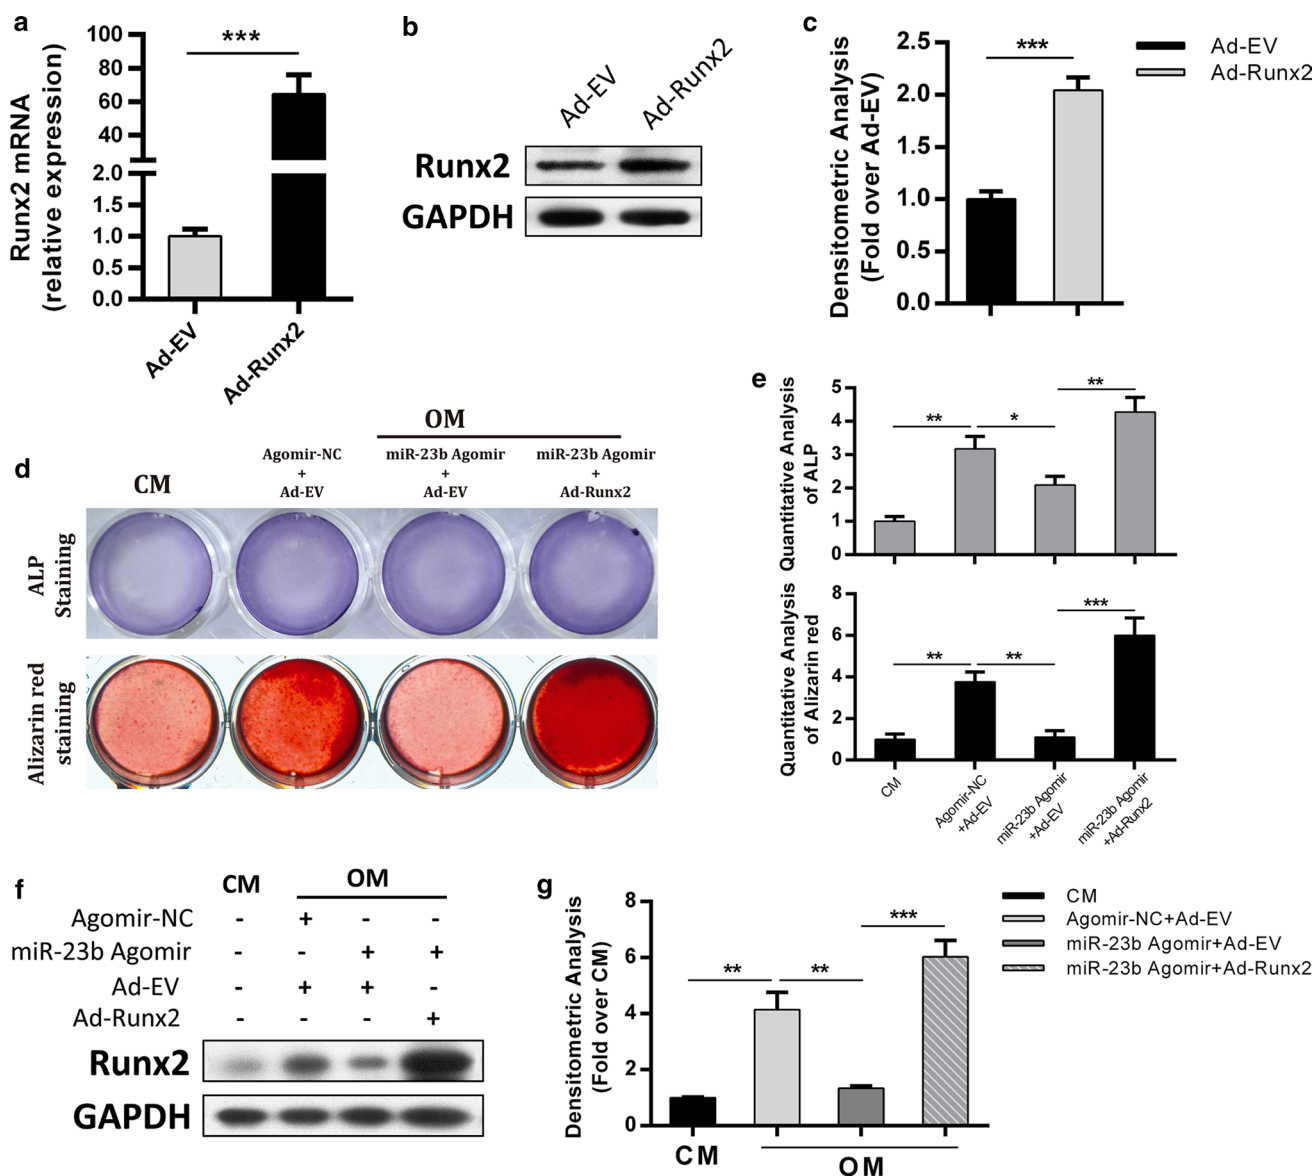 a
Runx2 mRNA
(relative expression)
100
80
60
40
2.0
1.5
1.0
0.5
0.0
***
Ad-EV
Ad-Runx2
b
Ad-EV
Ad-Runx2
Runx2
GAPDH
c
Densitometric Analysis
(Fold over Ad-EV)
2.5
2.0
1.5
1.0
0.5
0.0
***
Ad-EV
Ad-Runx2
d
OM
CM
Agomir-NC
+
Ad-EV
miR-23b Agomir
+
Ad-EV
miR-23b Agomir
+
Ad-Runx2
ALP
Staining
Alizarin red
staining
e
Quantitative Analysis
of ALP
5
4
3
2
1
0
**
*
**
Quantitative Analysis
of Alizarin red
8
6
4
2
0
**
**
***
CM
Agomir-NC
+Ad-EV
miR-23b Agomir
+Ad-EV
miR-23b Agomir
+Ad-Runx2
f
CM
OM
Agomir-NC - + - -
miR-23b Agomir - - + +
Ad-EV - + + -
Ad-Runx2 - - - +
Runx2
GAPDH
g
Densitometric Analysis
(Fold over CM)
8
6
4
2
0
**
**
***
CM
OM
CM
Agomir-NC+Ad-EV
miR-23b Agomir+Ad-EV
miR-23b Agomir+Ad-Runx2